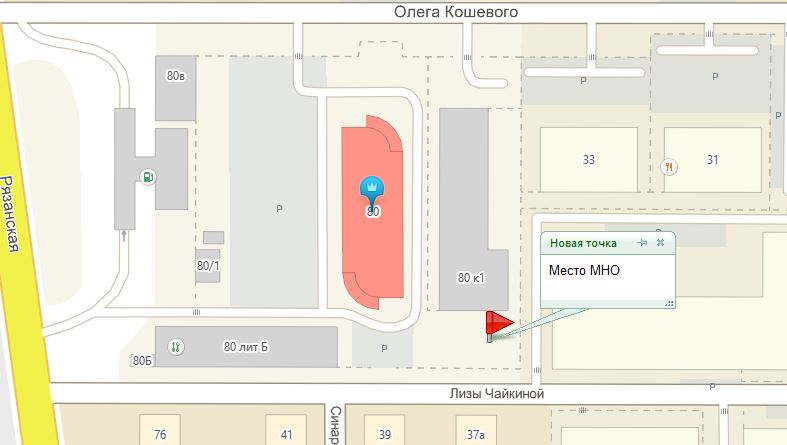 Олега Кошевого
80в
P
P
P
33
31
P
Рязанская
80
P
80/1
80 к1
Новая точка
Место МНО
80Б
80 лит Б
P
P
Лизы Чайкиной
76
41
Синар
39
37а